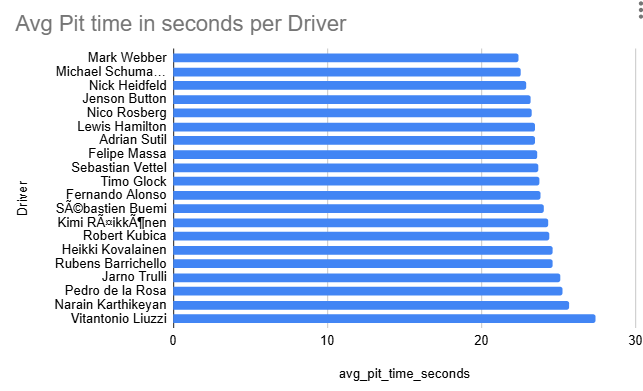 Avg Pit time in seconds per Driver
Mark Webber
Michael Schuma...
Nick Heidfeld
Jenson Button
Nico Rosberg
Lewis Hamilton
Adrian Sutil
Felipe Massa
Sebastian Vettel
Timo Glock
Fernando Alonso
SÃ©bastien Buemi
Kimi RÃ¤ikkÃ¶nen
Robert Kubica
Heikki Kovalainen
Rubens Barrichello
Jarno Trulli
Pedro de la Rosa
Narain Karthikeyan
Vitantonio Liuzzi
Driver
0 10 20 30
avg_pit_time_seconds